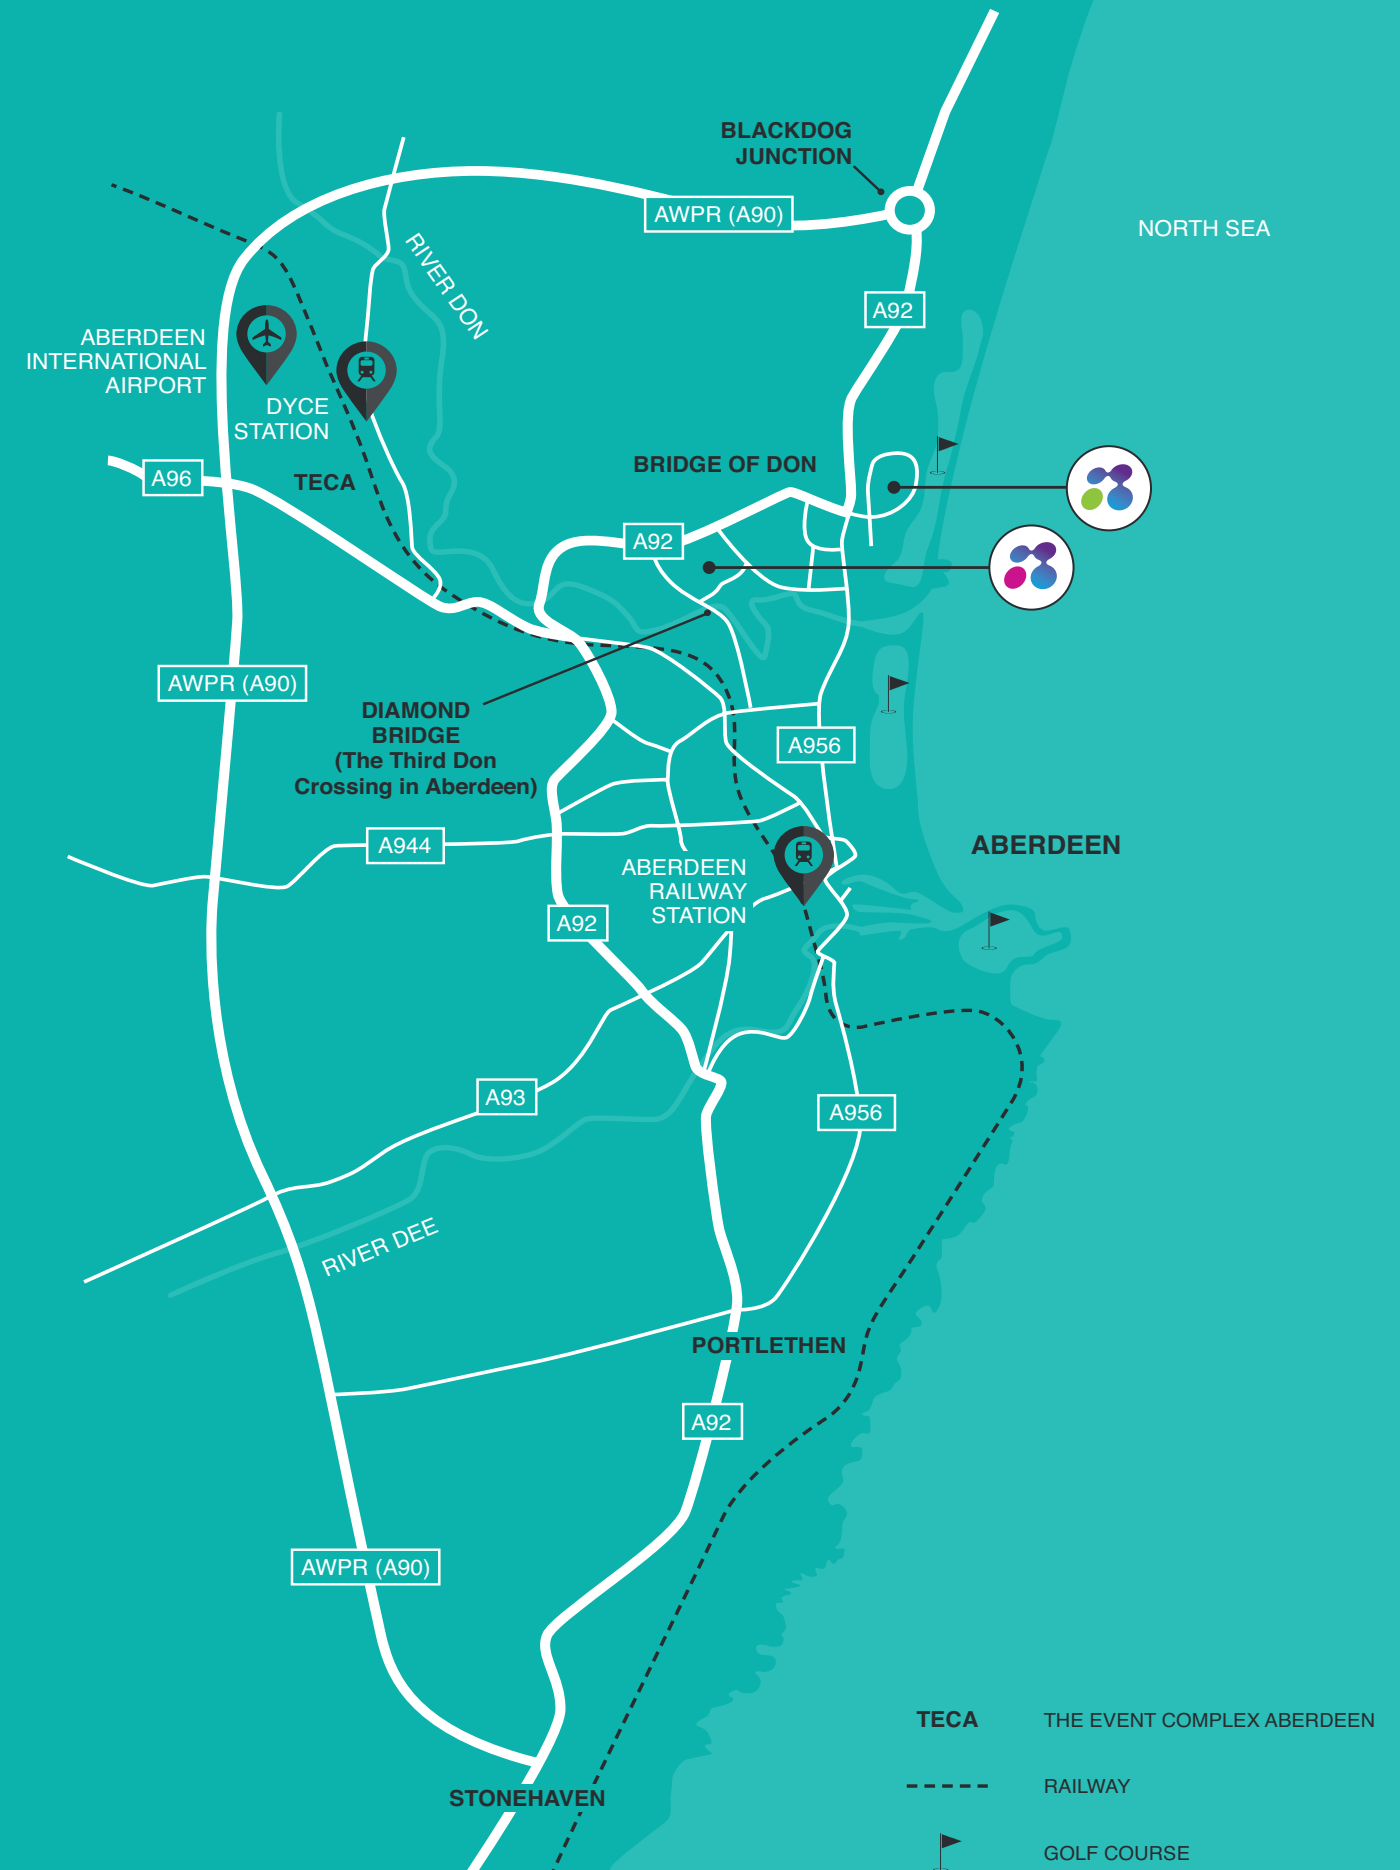 BLACKDOG
JUNCTION
AWPR (A90)
NORTH SEA
RIVER DON
A92
ABERDEEN
INTERNATIONAL
AIRPORT
DYCE
STATION
A96
TECA
BRIDGE OF DON
A92
AWPR (A90)
DIAMOND
BRIDGE
(The Third Don
Crossing in Aberdeen)
A956
A944
ABERDEEN
RAILWAY
STATION
ABERDEEN
A92
A93
A956
RIVER DEE
PORTLETHEN
A92
AWPR (A90)
STONEHAVEN
TECA
THE EVENT COMPLEX ABERDEEN
RAILWAY
GOLF COURSE